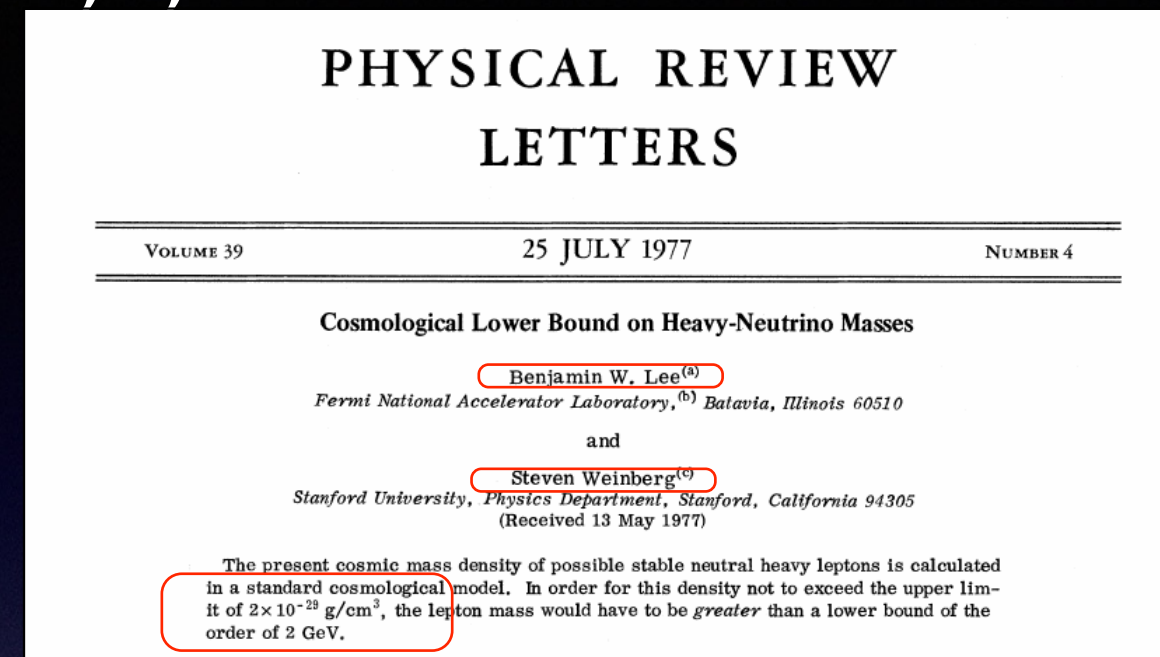 PHYSICAL REVIEW
LETTERS
VOLUME 39 25 JULY 1977 NUMBER 4
Cosmological Lower Bound on Heavy-Neutrino Masses
Benjamin W. Lee(a)
Fermi National Accelerator Laboratory,(b) Batavia, Illinois 60510
and
Steven Weinberg(c)
Stanford University, Physics Department, Stanford, California 94305
(Received 13 May 1977)
The present cosmic mass density of possible stable neutral heavy leptons is calculated
in a standard cosmological model. In order for this density not to exceed the upper lim-
it of 2×10⁻²⁹ g/cm³, the lepton mass would have to be greater than a lower bound of the
order of 2 GeV.